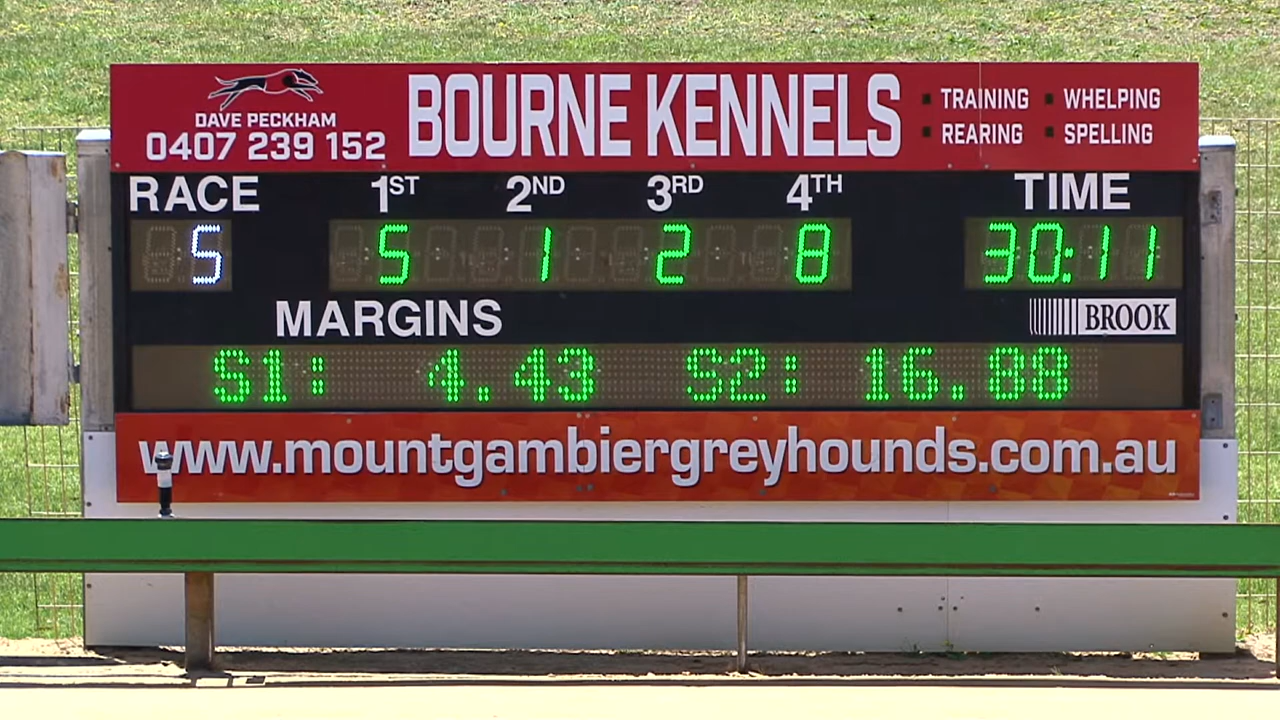 DAVE PECKHAM
0407 239 152
BOURNE KENNELS
TRAINING WHELPING
REARING SPELLING
RACE 1ST 2ND 3RD 4TH TIME
5 5 1 2 8 30:11
MARGINS BROOK
S1: 4.43 S2: 16.88
www.mountgambiergreyhounds.com.au